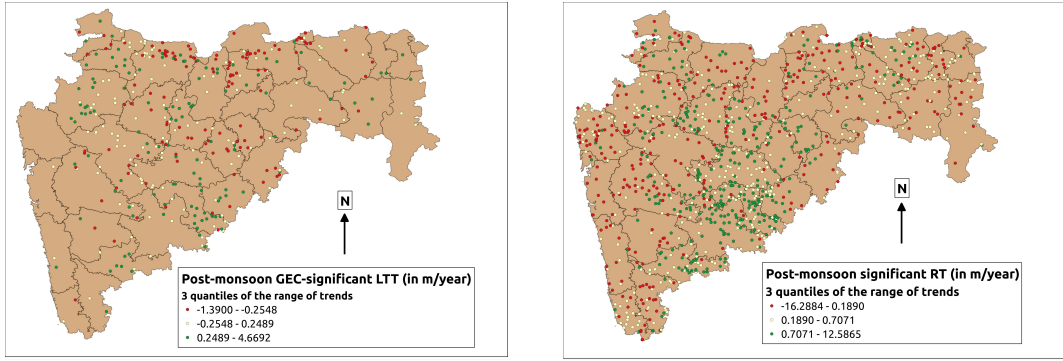 N
Post-monsoon GEC-significant LTT (in m/year)
3 quantiles of the range of trends
-1.3900 - -0.2548
-0.2548 - 0.2489
0.2489 - 4.6692
N
Post-monsoon significant RT (in m/year)
3 quantiles of the range of trends
-16.2884 - 0.1890
0.1890 - 0.7071
0.7071 - 12.5865